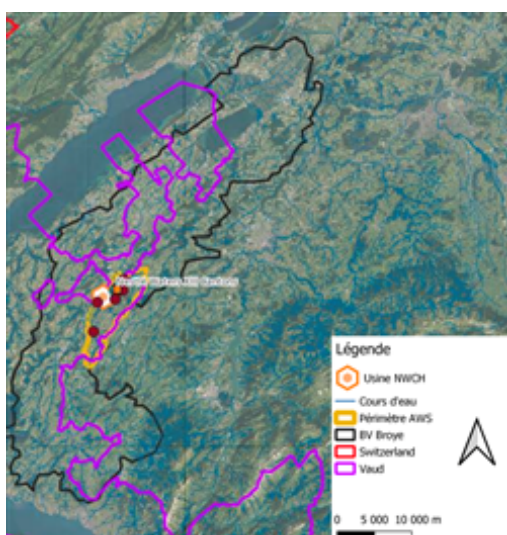 Légende
Usine NWCH
Cours d'eau
Périmètre AWS
BV Broye
Switzerland
Vaud
0 5 000 10 000 m